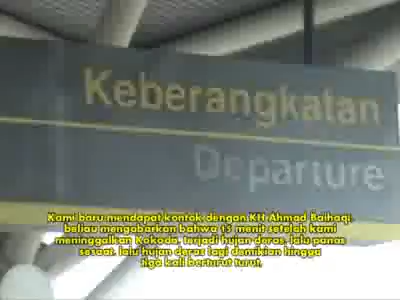 Keberangkatan
Departure
Kami baru mendapat kontak dengan KH Ahmad Baihaqi,
beliau mengabarkan bahwa 15 menit setelah kami
meninggalkan Kokoda, terjadi hujan deras, lalu panas
sesaat, lalu hujan deras lagi demikian hingga
tiga kali berturut turut.